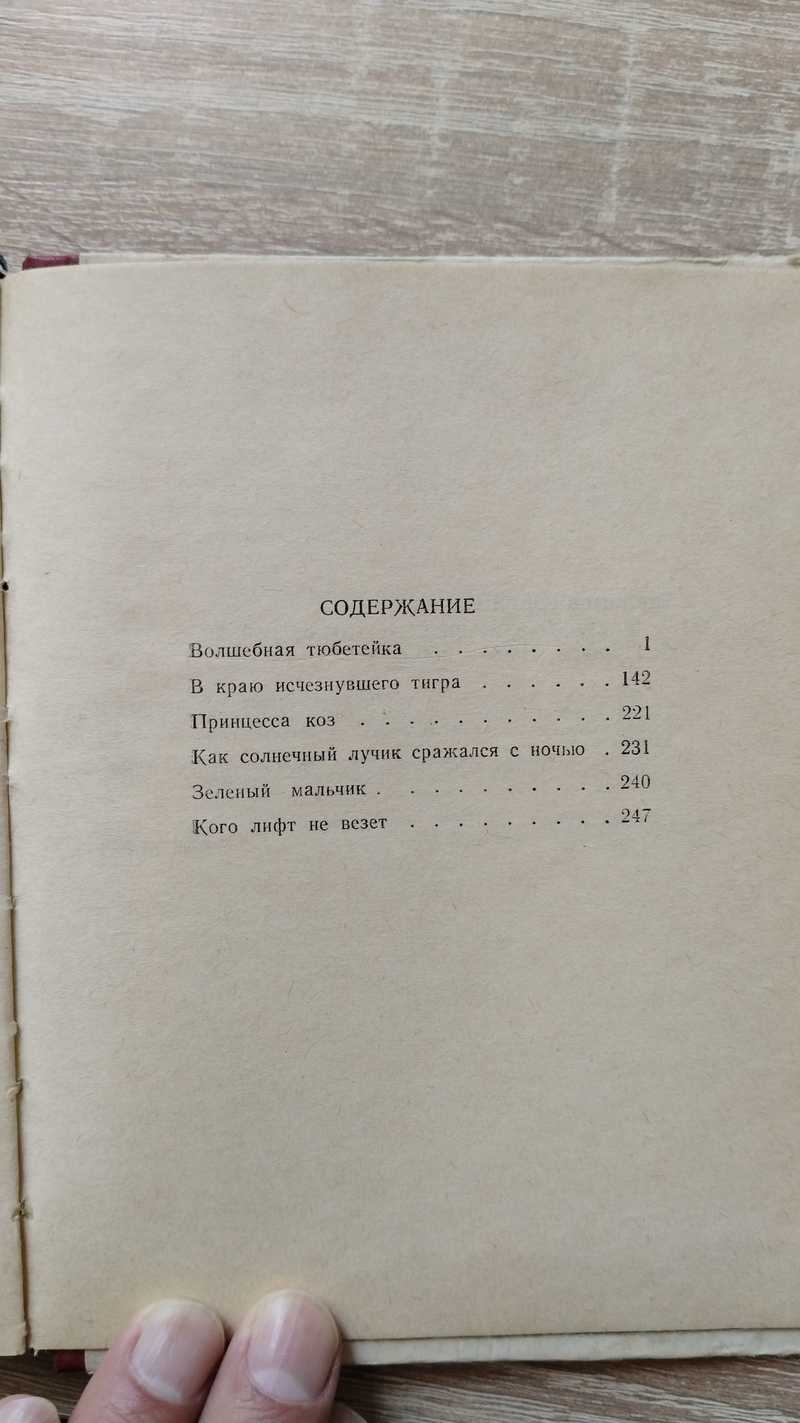 СОДЕРЖАНИЕ
Волшебная тюбетейка . . . . . . . . 1
В краю исчезнувшего тигра . . . . . . 142
Принцесса коз . . . . . . . . . . . 221
Как солнечный лучик сражался с ночью . 231
Зеленый мальчик . . . . . . . . . . 240
Кого лифт не везет . . . . . . . . . 247